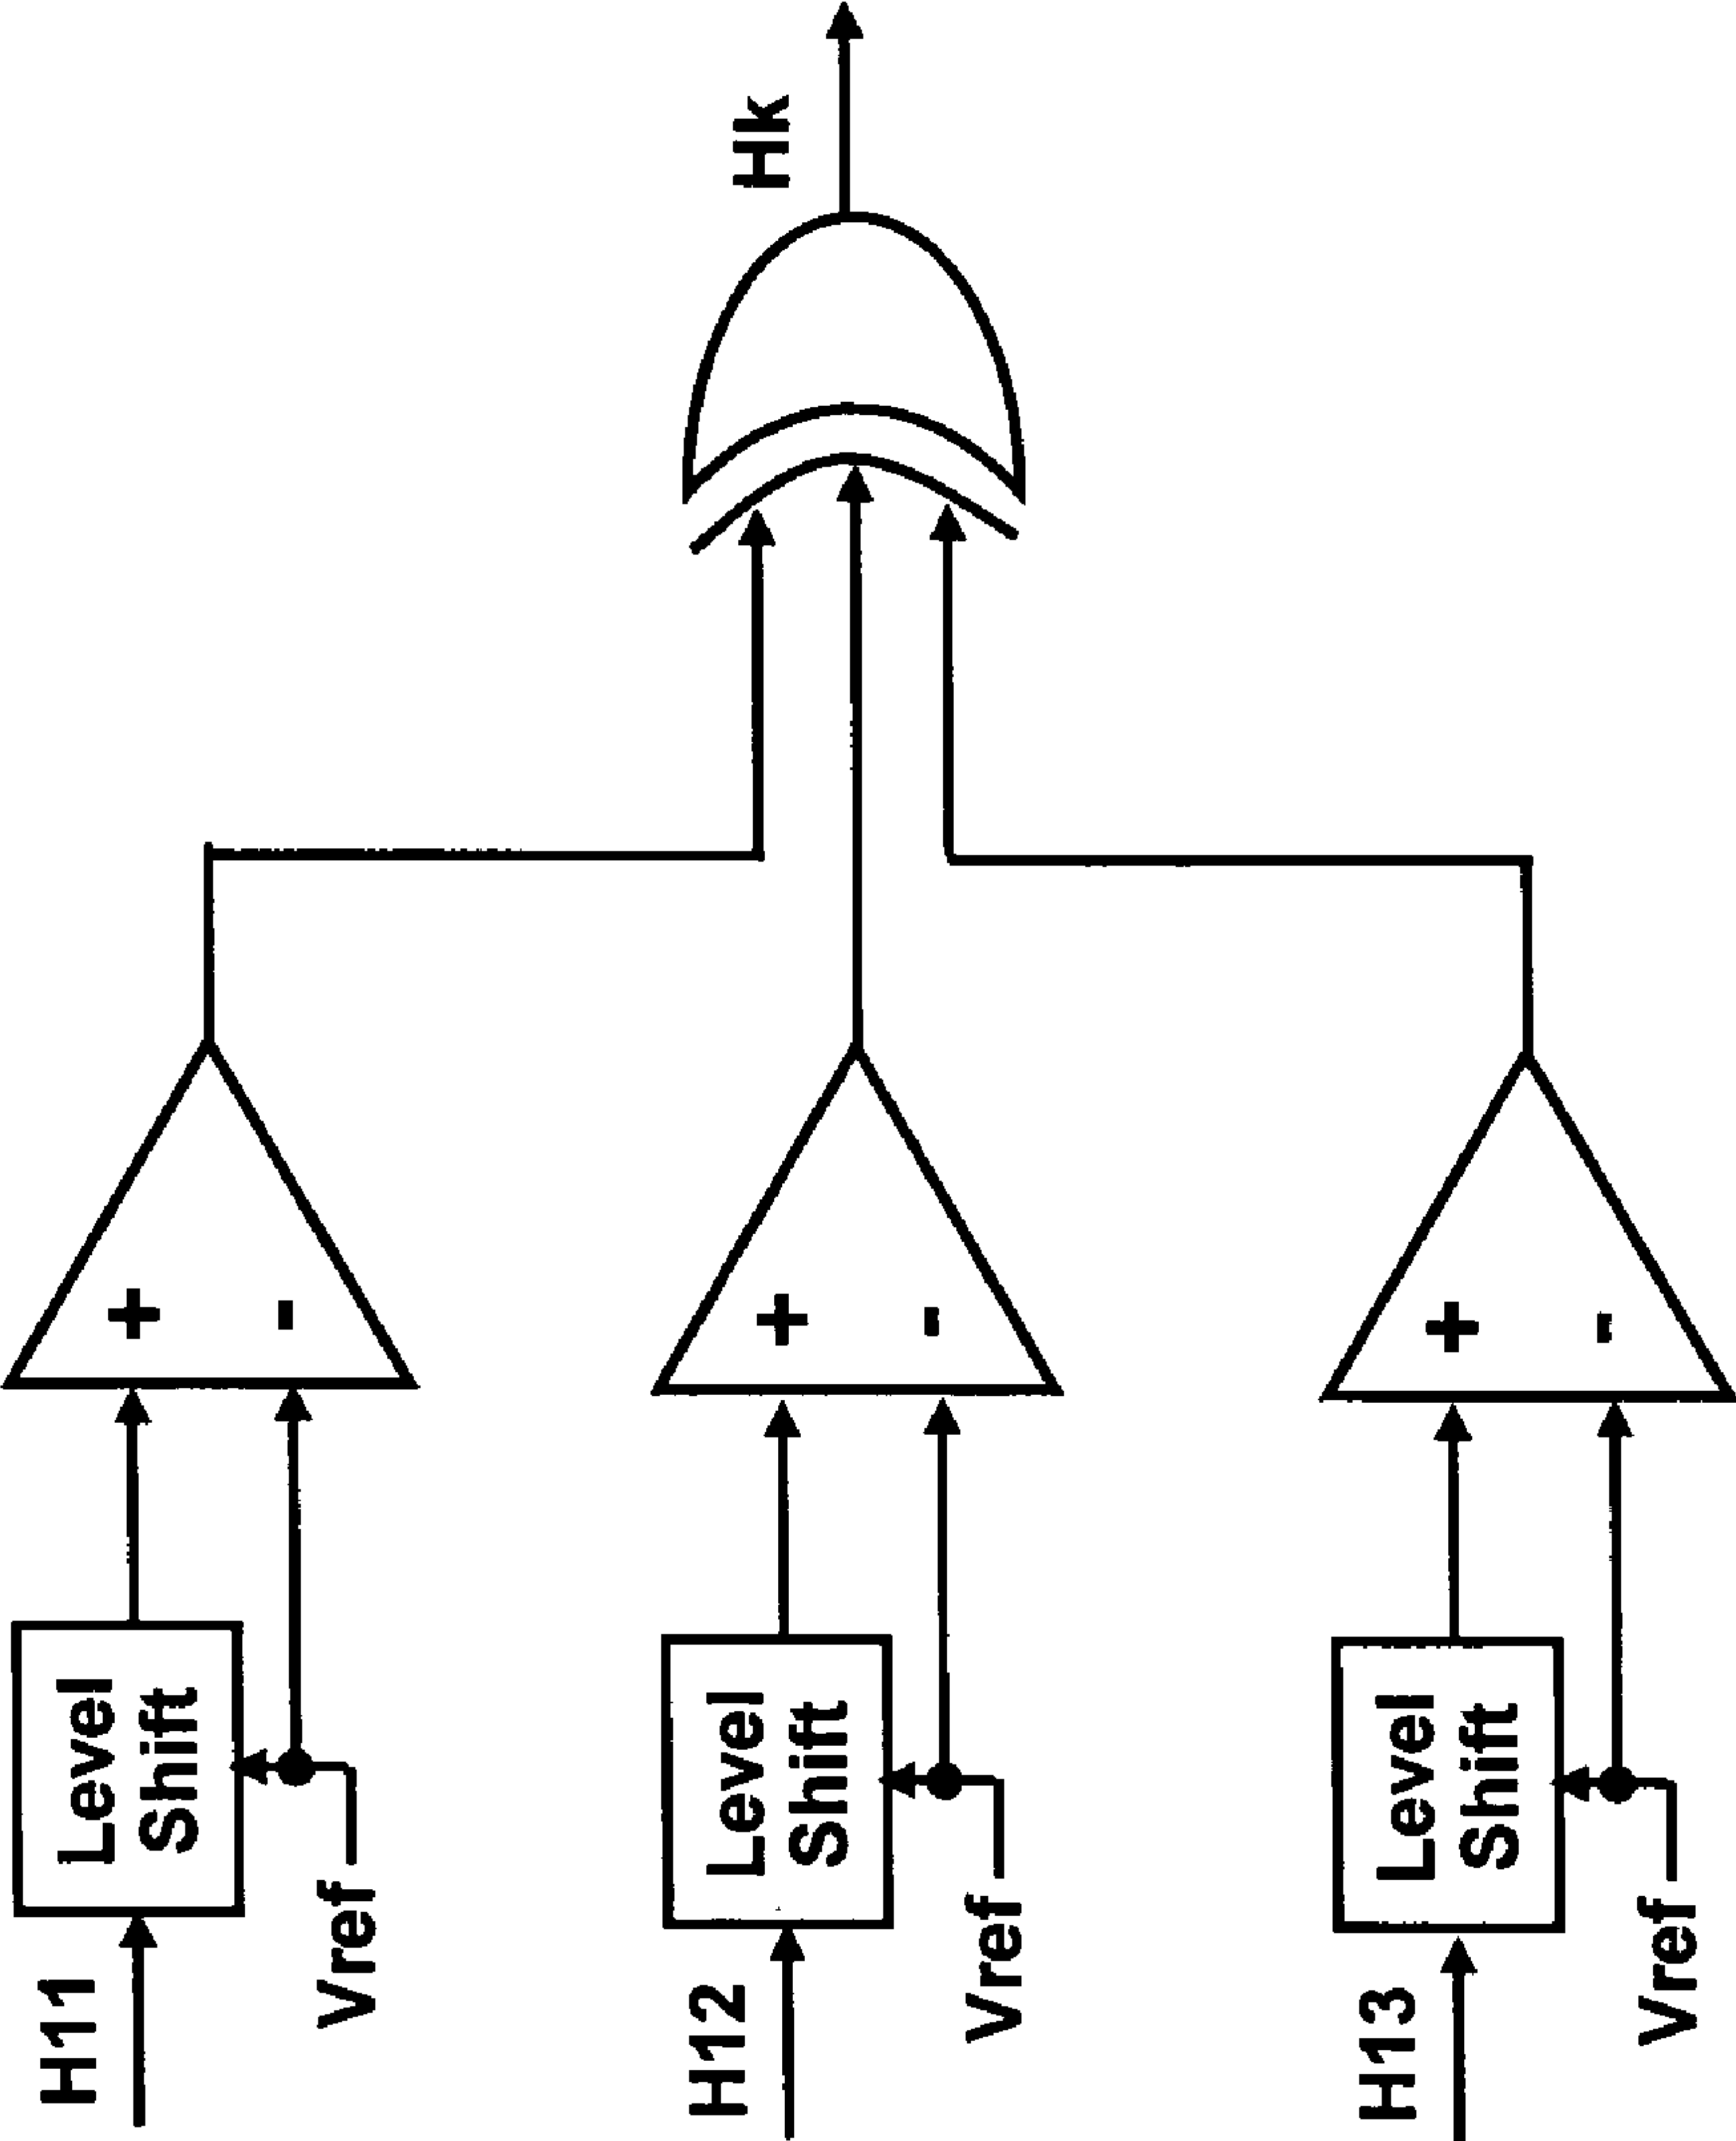 H11
Level
Shift
Vref
+
-
H12
Level
Shift
Vref
+
-
H13
Level
Shift
Vref
+
-
Hk